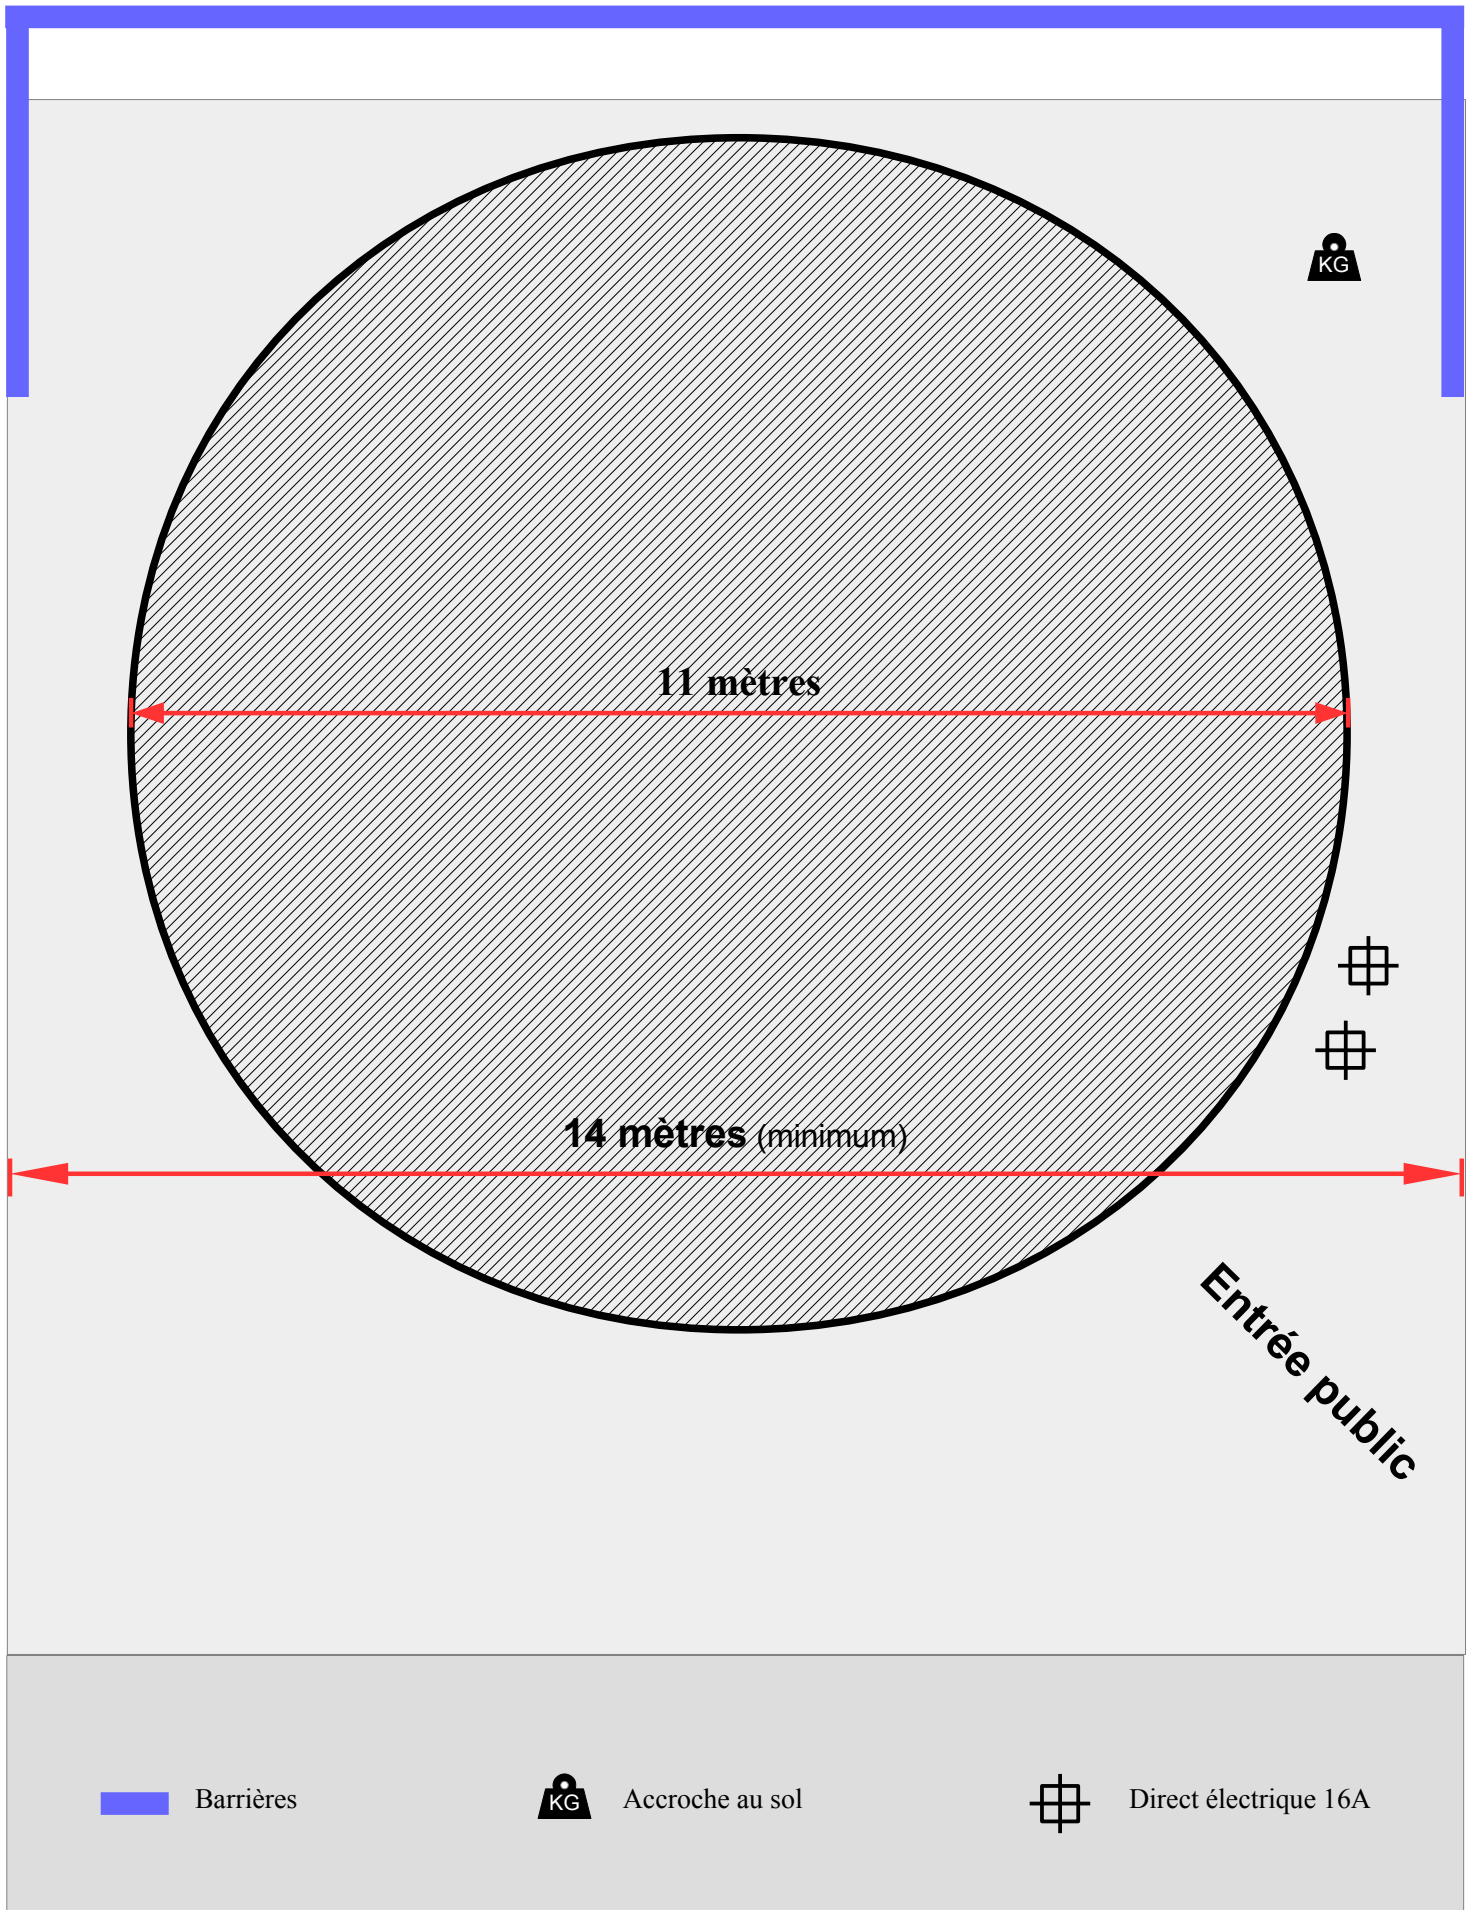 KG
11 mètres
14 mètres (minimum)
Entrée public
Barrières
KG
Accroche au sol
Direct électrique 16A